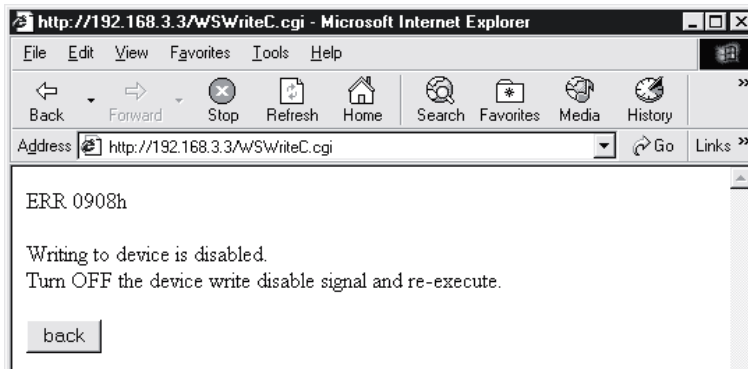 http://192.168.3.3/WSWriteC.cgi - Microsoft Internet Explorer
File Edit View Favorites Tools Help
Back Forward Stop Refresh Home Search Favorites Media History »
Address http://192.168.3.3/WSWriteC.cgi Go Links »
ERR 0908h
Writing to device is disabled.
Turn OFF the device write disable signal and re-execute.
back